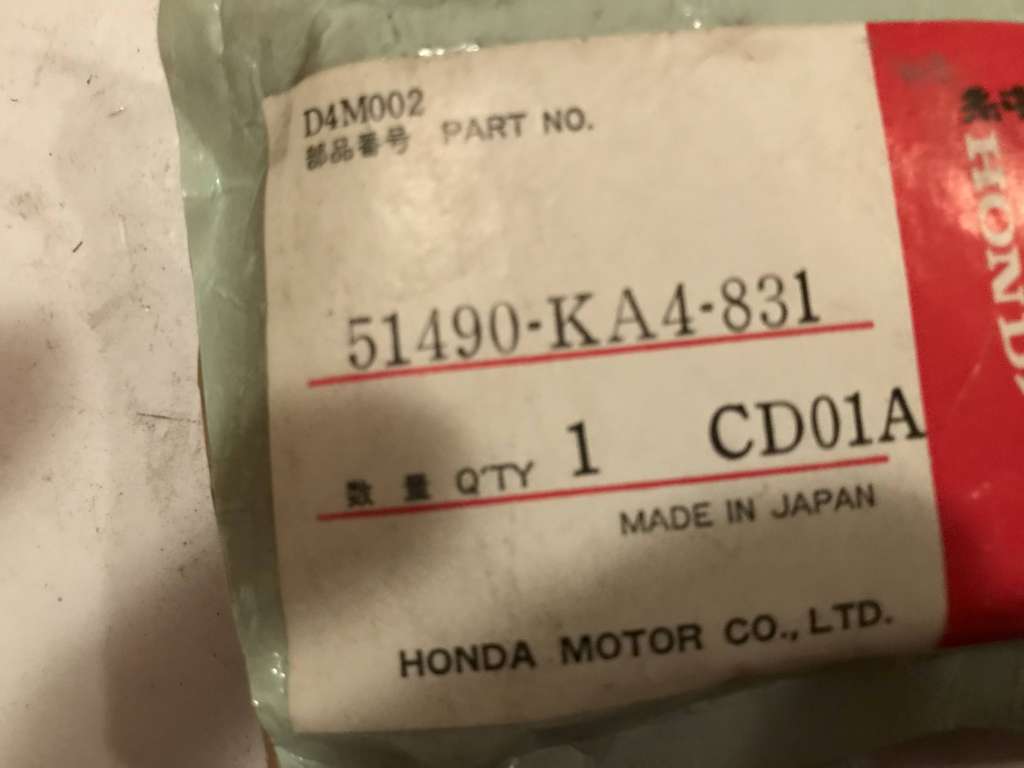 D4M002
部品番号 PART NO.
51490-KA4-831
数量 Q'TY 1 CD01A
MADE IN JAPAN
HONDA MOTOR CO., LTD.